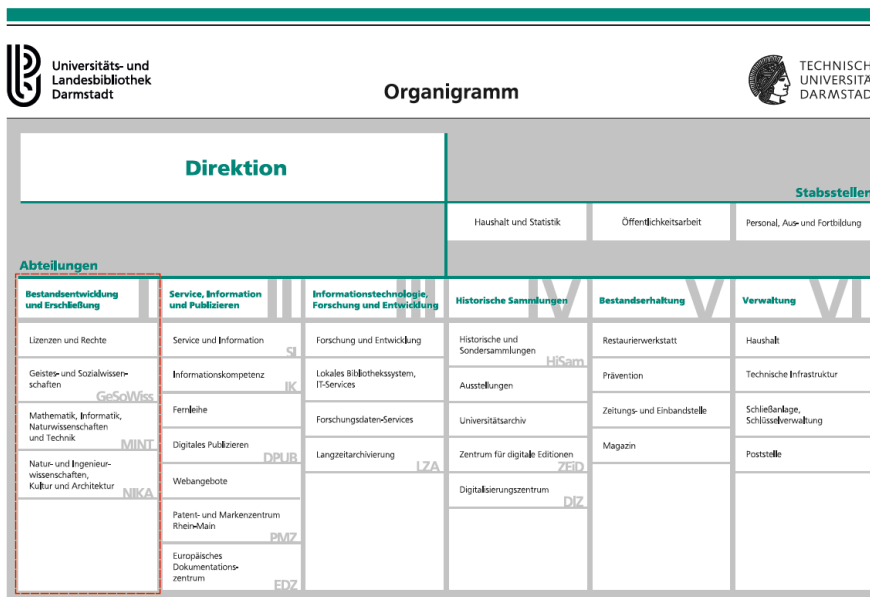 Universitäts- und
Landesbibliothek
Darmstadt
Organigramm
TECHNISCH
UNIVERSITÄ
DARMSTAD
Direktion
Stabsstellen
Haushalt und Statistik
Öffentlichkeitsarbeit
Personal, Aus- und Fortbildung
Abteilungen
Bestandsentwicklung
und Erschließung
I
Lizenzen und Rechte
Geistes- und Sozialwissen-
schaften
GeSoWiss
Mathematik, Informatik,
Naturwissenschaften
und Technik
MINT
Natur- und Ingenieur-
wissenschaften,
Kultur und Architektur
NIKA
Service, Information
und Publizieren
II
Service und Information
SI
Informationskompetenz
IK
Fernleihe
Digitales Publizieren
DPUB
Webangebote
Patent- und Markenzentrum
Rhein-Main
PMZ
Europäisches
Dokumentations-
zentrum
EDZ
Informationstechnologie,
Forschung und Entwicklung
III
Forschung und Entwicklung
Lokales Bibliothekssystem,
IT-Services
Forschungsdaten-Services
Langzeitarchivierung
LZA
Historische Sammlungen
IV
Historische und
Sondersammlungen
HiSam
Ausstellungen
Universitätsarchiv
Zentrum für digitale Editionen
ZEiD
Digitalisierungszentrum
DIZ
Bestandserhaltung
V
Restaurierwerkstatt
Prävention
Zeitungs- und Einbandstelle
Magazin
Verwaltung
VI
Haushalt
Technische Infrastruktur
Schließanlage,
Schlüsselverwaltung
Poststelle